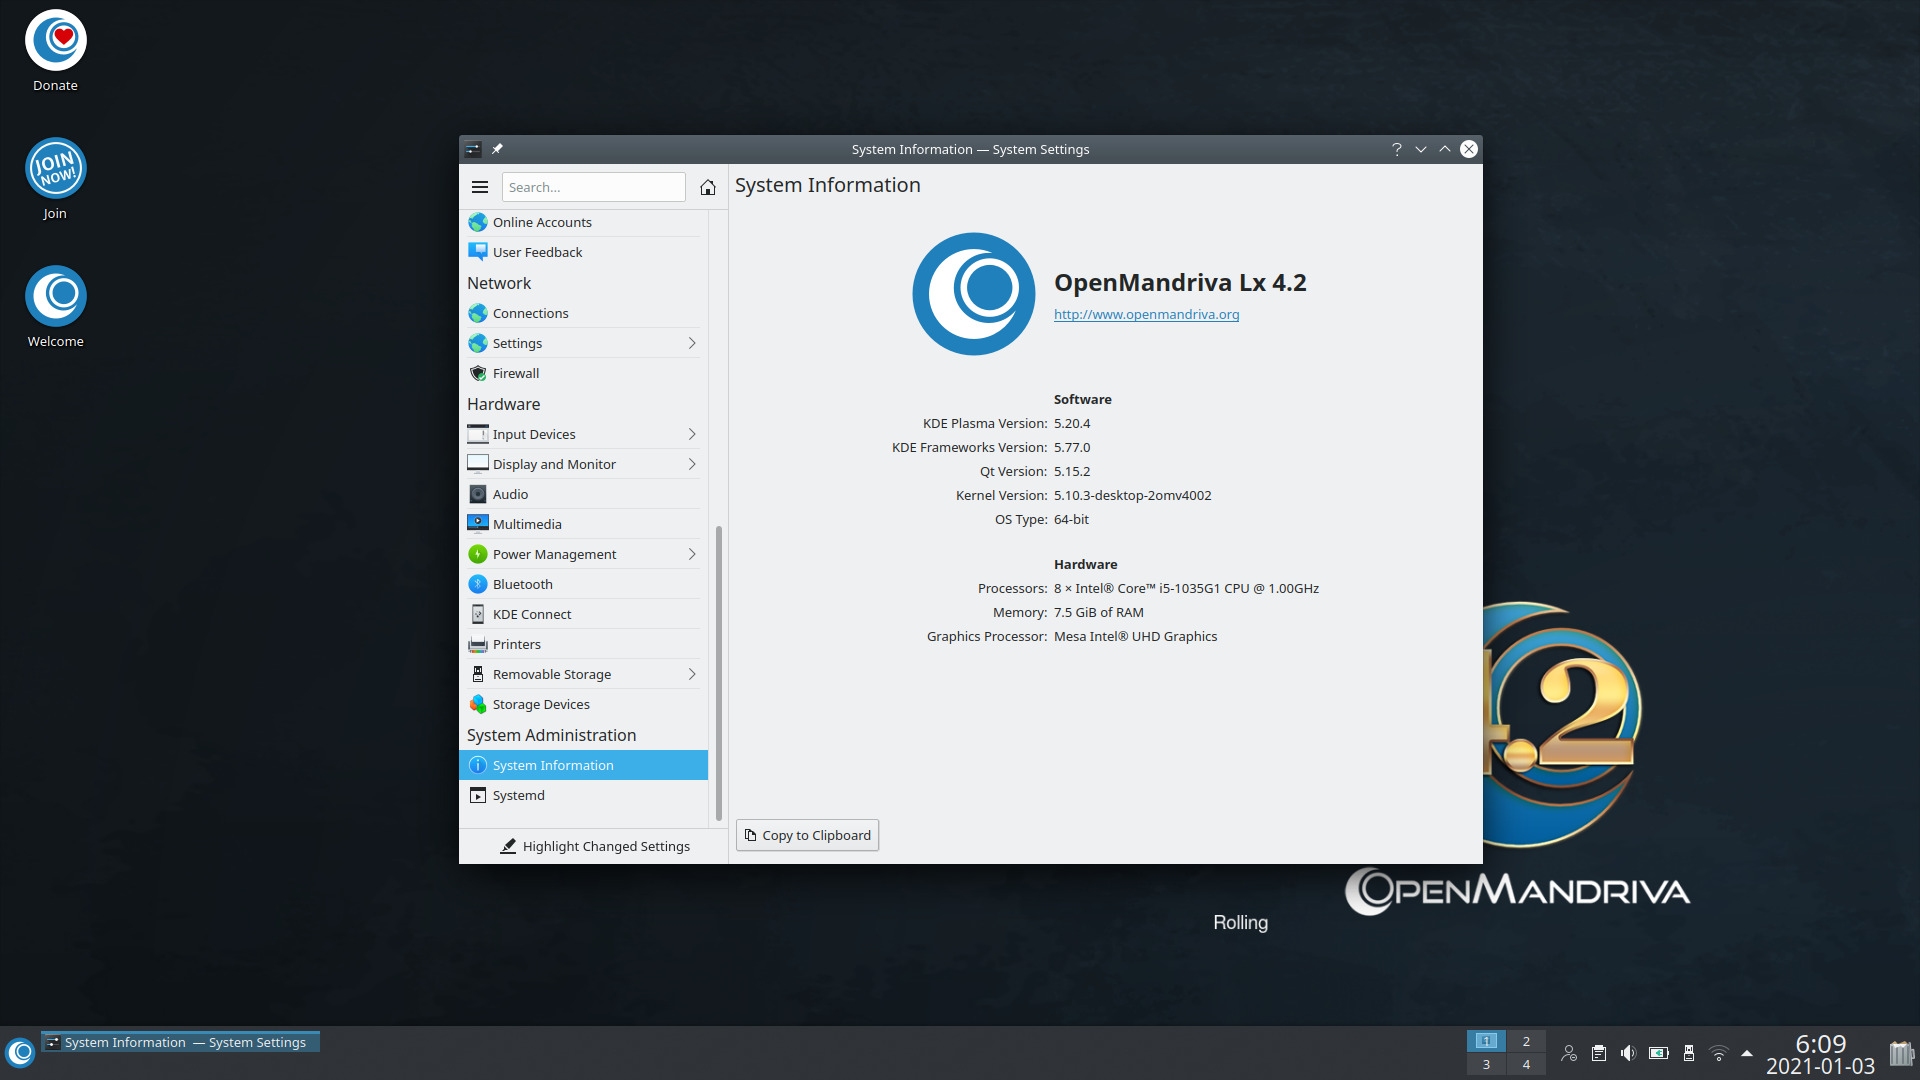 Donate
Join
Welcome
JOIN
NOW!
System Information — System Settings
Search...
System Information
Online Accounts
User Feedback
Network
Connections
Settings
Firewall
Hardware
Input Devices
Display and Monitor
Audio
Multimedia
Power Management
Bluetooth
KDE Connect
Printers
Removable Storage
Storage Devices
System Administration
System Information
Systemd
Highlight Changed Settings
OpenMandriva Lx 4.2
http://www.openmandriva.org
Software
KDE Plasma Version: 5.20.4
KDE Frameworks Version: 5.77.0
Qt Version: 5.15.2
Kernel Version: 5.10.3-desktop-2omv4002
OS Type: 64-bit
Hardware
Processors: 8 × Intel® Core™ i5-1035G1 CPU @ 1.00GHz
Memory: 7.5 GiB of RAM
Graphics Processor: Mesa Intel® UHD Graphics
Copy to Clipboard
4.2
OPENMANDRIVA
Rolling
System Information — System Settings
1 2
3 4
6:09
2021-01-03